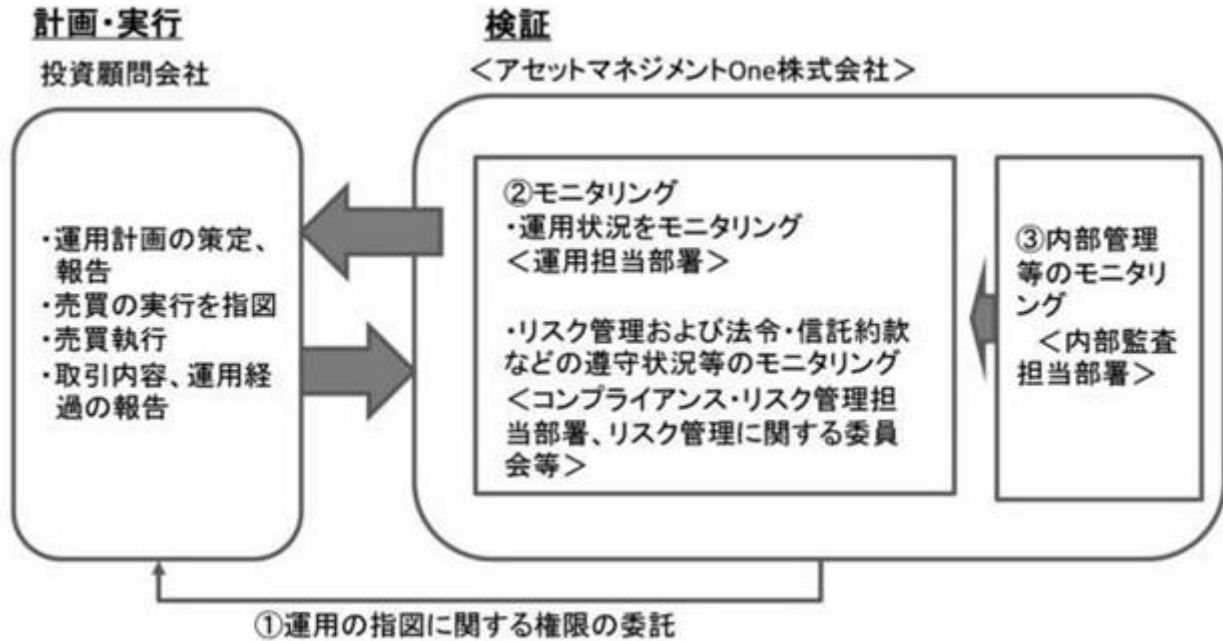 計画・実行
投資顧問会社
・運用計画の策定、
報告
・売買の実行を指図
・売買執行
・取引内容、運用経
過の報告
検証
＜アセットマネジメントOne株式会社＞
②モニタリング
・運用状況をモニタリング
＜運用担当部署＞
・リスク管理および法令・信託約款
などの遵守状況等のモニタリング
＜コンプライアンス・リスク管理担
当部署、リスク管理に関する委員
会等＞
③内部管理
等のモニタリ
ング
＜内部監査
担当部署＞
①運用の指図に関する権限の委託